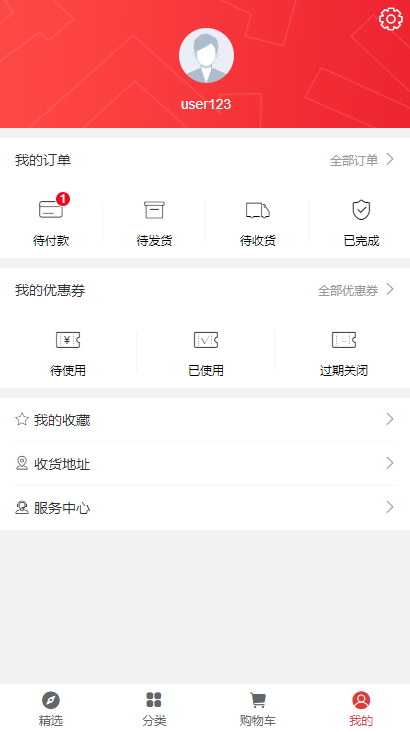 user123
我的订单 全部订单
1
待付款 待发货 待收货 已完成
我的优惠券 全部优惠券
¥
待使用 已使用 过期关闭
我的收藏
收货地址
服务中心
精选 分类 购物车 我的